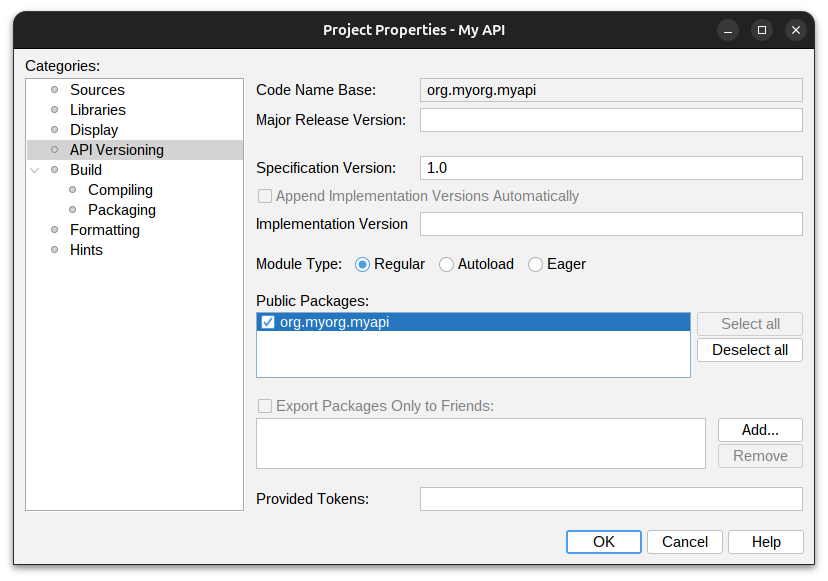 Project Properties - My API
Categories:
Sources
Libraries
Display
API Versioning
Build
Compiling
Packaging
Formatting
Hints
Code Name Base: org.myorg.myapi
Major Release Version:
Specification Version: 1.0
Append Implementation Versions Automatically
Implementation Version
Module Type: Regular Autoload Eager
Public Packages:
org.myorg.myapi
Select all
Deselect all
Export Packages Only to Friends:
Add...
Remove
Provided Tokens:
OK Cancel Help